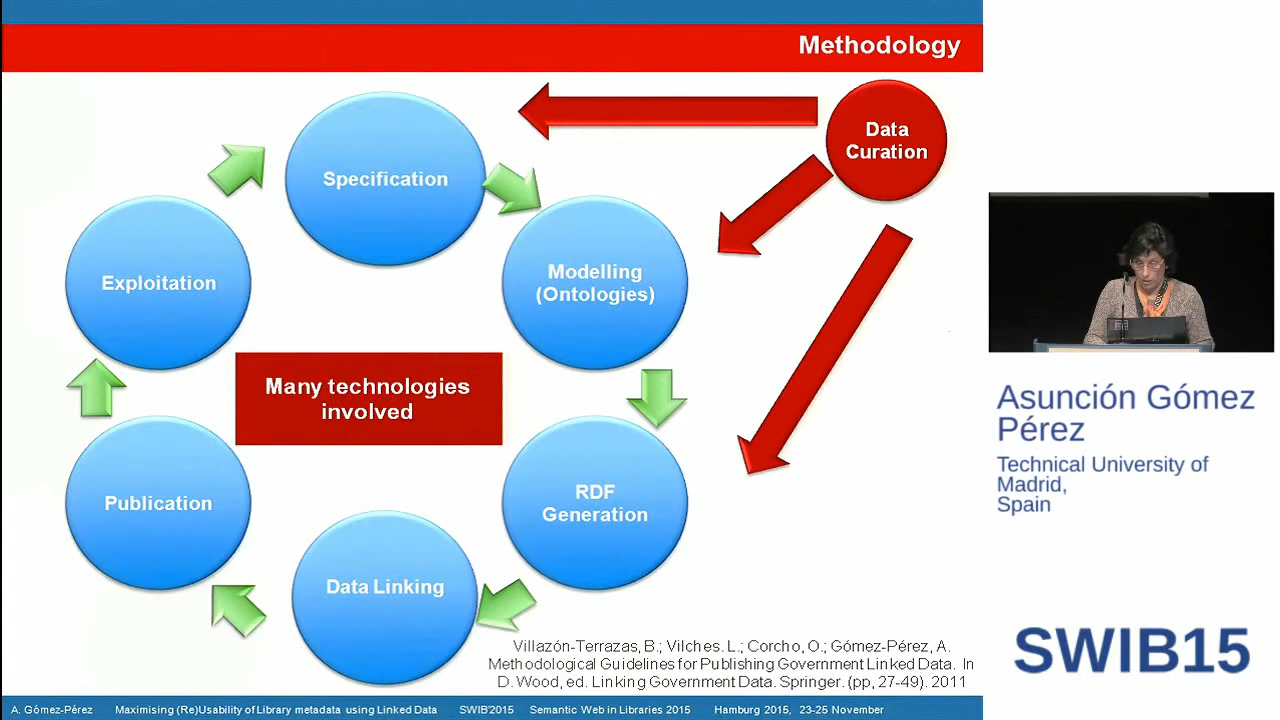 Methodology
Data
Curation
Specification
Modelling
(Ontologies)
Exploitation
Many technologies
involved
RDF
Generation
Publication
Data Linking
Villazón-Terrazas, B.; Vilches. L.; Corcho, O.; Gómez-Pérez, A.
Methodological Guidelines for Publishing Government Linked Data. In
D. Wood, ed. Linking Government Data. Springer. (pp, 27-49). 2011
A. Gómez-Pérez Maximising (Re)Usability of Library metadata using Linked Data SWIB'2015 Semantic Web in Libraries 2015 Hamburg 2015, 23-25 November
Asunción Gómez
Pérez
Technical University of
Madrid,
Spain
SWIB15